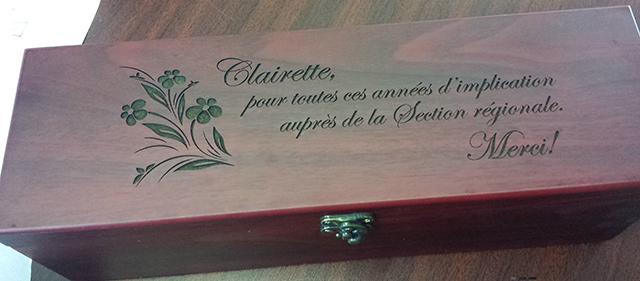 Clairette,
pour toutes ces années d'implication
auprès de la Section régionale.
Merci!